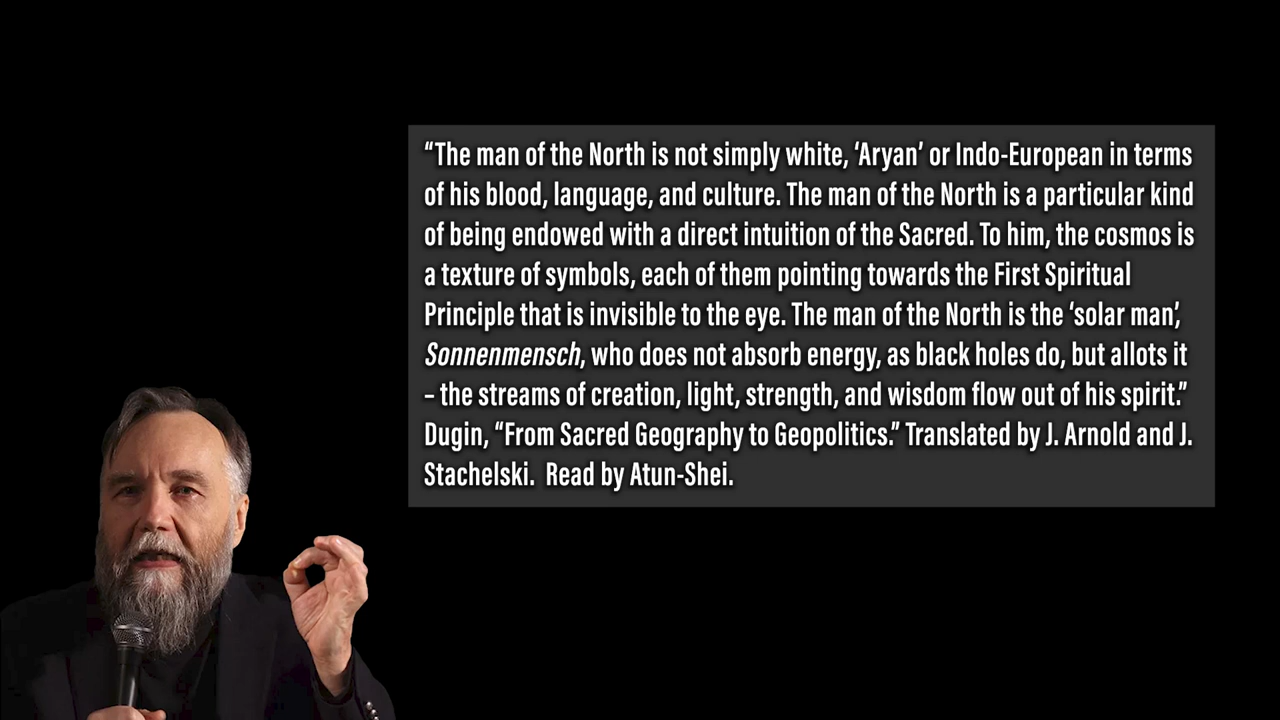 “The man of the North is not simply white, ‘Aryan’ or Indo-European in terms
of his blood, language, and culture. The man of the North is a particular kind
of being endowed with a direct intuition of the Sacred. To him, the cosmos is
a texture of symbols, each of them pointing towards the First Spiritual
Principle that is invisible to the eye. The man of the North is the ‘solar man’,
Sonnenmensch, who does not absorb energy, as black holes do, but allots it
– the streams of creation, light, strength, and wisdom flow out of his spirit.”
Dugin, “From Sacred Geography to Geopolitics.” Translated by J. Arnold and J.
Stachelski.  Read by Atun-Shei.